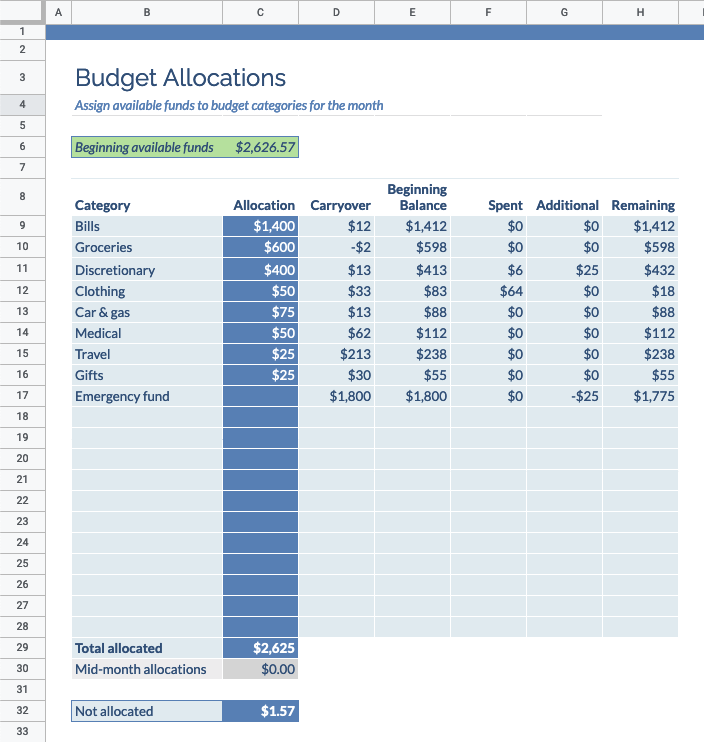 A B C D E F G H
1
2
3 Budget Allocations
4 Assign available funds to budget categories for the month
5
6 Beginning available funds $2,626.57
7
8 Category Allocation Carryover Beginning Balance Spent Additional Remaining
9 Bills $1,400 $12 $1,412 $0 $0 $1,412
10 Groceries $600 -$2 $598 $0 $0 $598
11 Discretionary $400 $13 $413 $6 $25 $432
12 Clothing $50 $33 $83 $64 $0 $18
13 Car & gas $75 $13 $88 $0 $0 $88
14 Medical $50 $62 $112 $0 $0 $112
15 Travel $25 $213 $238 $0 $0 $238
16 Gifts $25 $30 $55 $0 $0 $55
17 Emergency fund $1,800 $1,800 $0 -$25 $1,775
18
19
20
21
22
23
24
25
26
27
28
29 Total allocated $2,625
30 Mid-month allocations $0.00
31
32 Not allocated $1.57
33